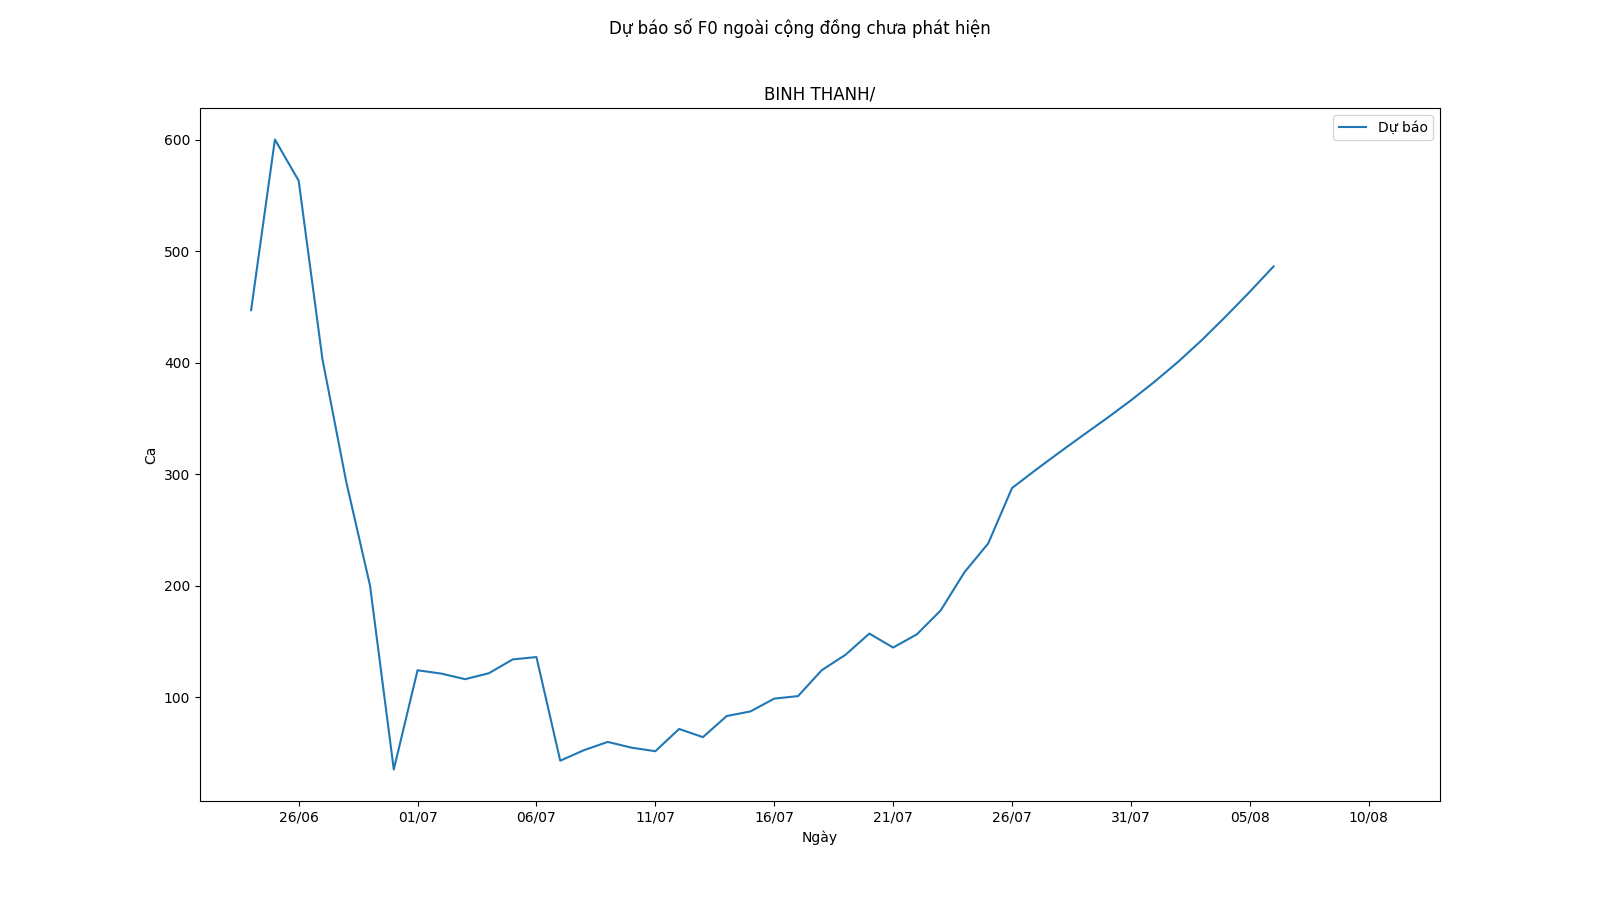 Dự báo số F0 ngoài cộng đồng chưa phát hiện
BINH THANH/
Dự báo
600
500
400
300
200
100
Ca
26/06 01/07 06/07 11/07 16/07 21/07 26/07 31/07 05/08 10/08
Ngày